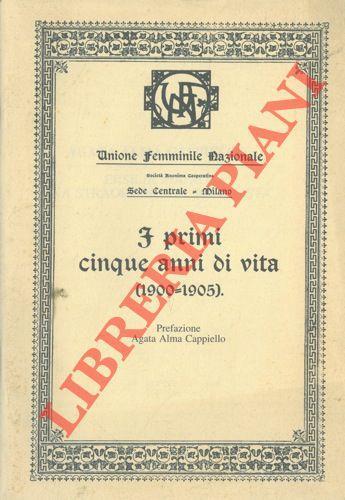 Unione Femminile Nazionale
Società Anonima Cooperativa
Sede Centrale - Milano
I primi
cinque anni di vita
(1900-1905).
Prefazione
Agata Alma Cappiello
LIBRERIA PIANI